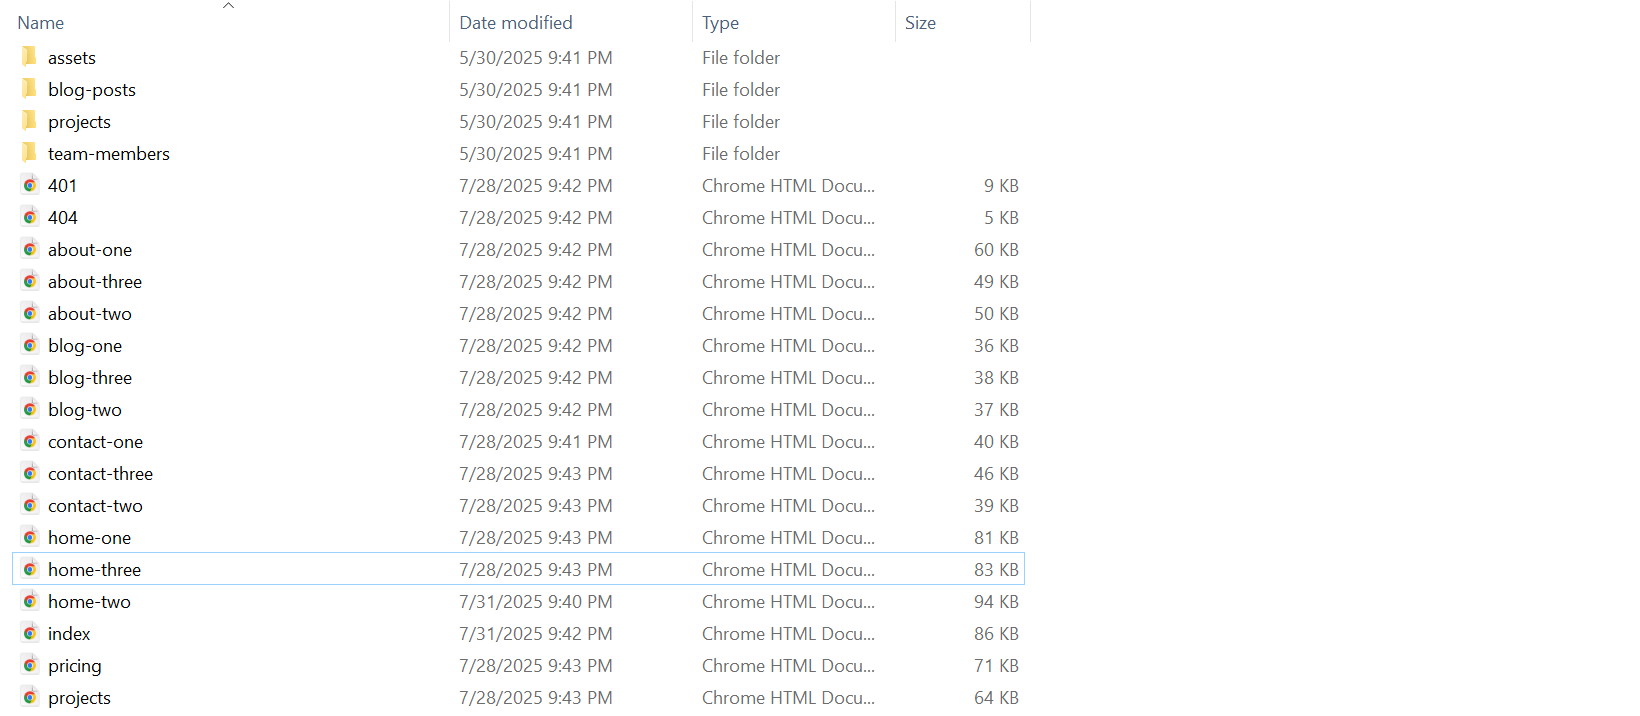 Name Date modified Type Size
assets 5/30/2025 9:41 PM File folder
blog-posts 5/30/2025 9:41 PM File folder
projects 5/30/2025 9:41 PM File folder
team-members 5/30/2025 9:41 PM File folder
401 7/28/2025 9:42 PM Chrome HTML Docu... 9 KB
404 7/28/2025 9:42 PM Chrome HTML Docu... 5 KB
about-one 7/28/2025 9:42 PM Chrome HTML Docu... 60 KB
about-three 7/28/2025 9:42 PM Chrome HTML Docu... 49 KB
about-two 7/28/2025 9:42 PM Chrome HTML Docu... 50 KB
blog-one 7/28/2025 9:42 PM Chrome HTML Docu... 36 KB
blog-three 7/28/2025 9:42 PM Chrome HTML Docu... 38 KB
blog-two 7/28/2025 9:42 PM Chrome HTML Docu... 37 KB
contact-one 7/28/2025 9:41 PM Chrome HTML Docu... 40 KB
contact-three 7/28/2025 9:43 PM Chrome HTML Docu... 46 KB
contact-two 7/28/2025 9:43 PM Chrome HTML Docu... 39 KB
home-one 7/28/2025 9:43 PM Chrome HTML Docu... 81 KB
home-three 7/28/2025 9:43 PM Chrome HTML Docu... 83 KB
home-two 7/31/2025 9:40 PM Chrome HTML Docu... 94 KB
index 7/31/2025 9:42 PM Chrome HTML Docu... 86 KB
pricing 7/28/2025 9:43 PM Chrome HTML Docu... 71 KB
projects 7/28/2025 9:43 PM Chrome HTML Docu... 64 KB